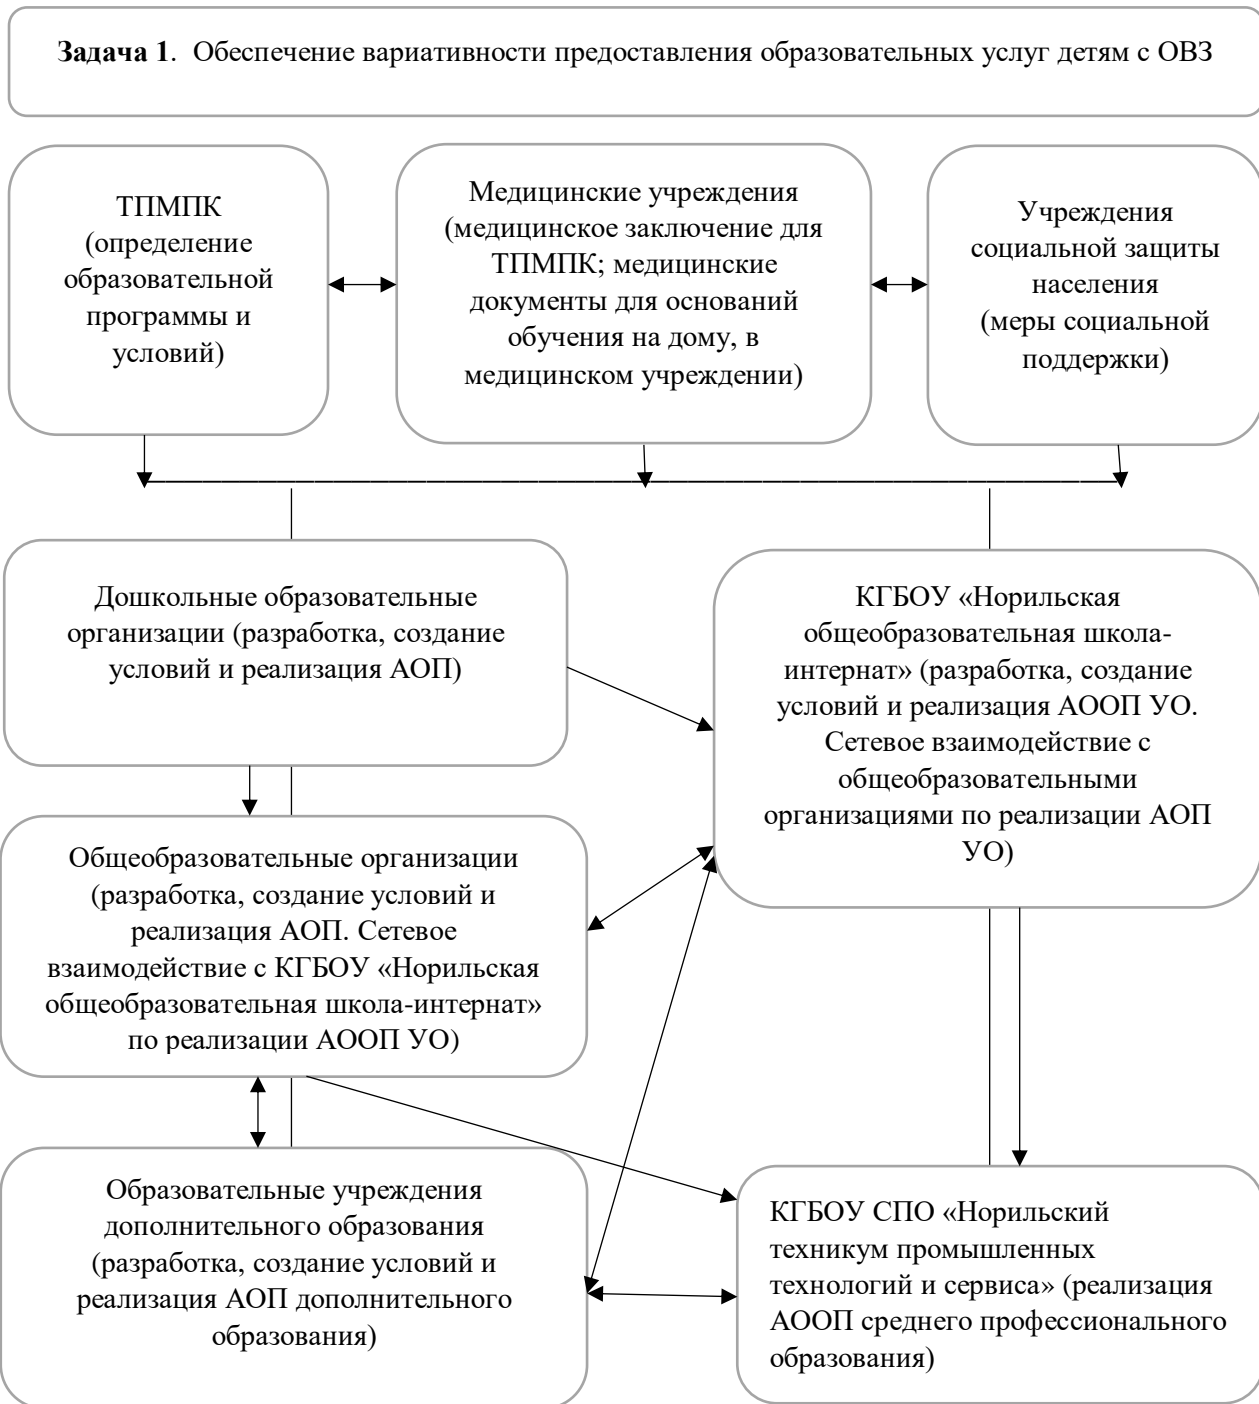 Задача 1.  Обеспечение вариативности предоставления образовательных услуг детям с ОВЗ
ТПМПК
(определение
образовательной
программы и
условий)
Медицинские учреждения
(медицинское заключение для
ТПМПК; медицинские
документы для оснований
обучения на дому, в
медицинском учреждении)
Учреждения
социальной защиты
населения
(меры социальной
поддержки)
Дошкольные образовательные
организации (разработка, создание
условий и реализация АОП)
КГБОУ «Норильская
общеобразовательная школа-
интернат» (разработка, создание
условий и реализация АООП УО.
Сетевое взаимодействие с
общеобразовательными
организациями по реализации АОП
УО)
Общеобразовательные организации
(разработка, создание условий и
реализация АОП. Сетевое
взаимодействие с КГБОУ «Норильская
общеобразовательная школа-интернат»
по реализации АООП УО)
Образовательные учреждения
дополнительного образования
(разработка, создание условий и
реализация АОП дополнительного
образования)
КГБОУ СПО «Норильский
техникум промышленных
технологий и сервиса» (реализация
АООП среднего профессионального
образования)